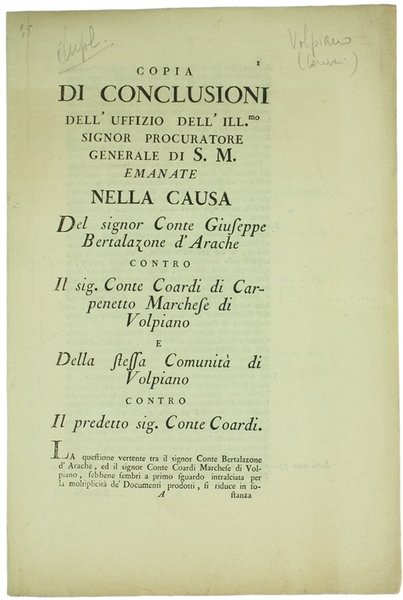 1
Volpiano
COPIA
DI CONCLUSIONI
DELL' UFFIZIO DELL' ILL.mo
SIGNOR PROCURATORE
GENERALE DI S. M.
EMANATE
NELLA CAUSA
Del signor Conte Giuſeppe
Bertalazone d'Arache
CONTRO
Il sig. Conte Coardi di Car-
penetto Marcheſe di
Volpiano
E
Della ſteſſa Comunità di
Volpiano
CONTRO
Il predetto sig. Conte Coardi.
LA queſtione vertente tra il signor Conte Bertalazone
d' Arache, ed il signor Conte Coardi Marcheſe di Vol-
piano, ſebbene ſembri a primo ſguardo intralciata per
la moltiplicità de' Documenti prodotti, ſi riduce in ſo-
A ſtanza